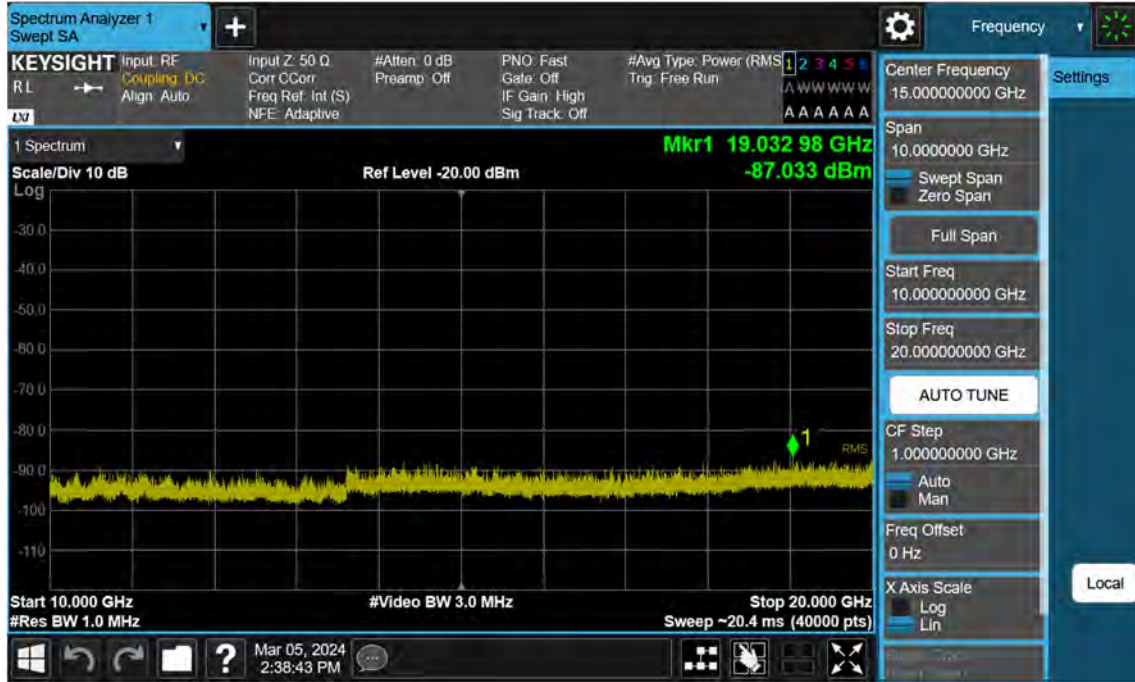 Spectrum Analyzer 1
Swept SA
+
Frequency
KEYSIGHT
R L
LXI
Input: RF
Coupling: DC
Align: Auto
Input Z: 50 Ω
Corr CCorr
Freq Ref: Int (S)
NFE: Adaptive
#Atten: 0 dB
Preamp: Off
PNO: Fast
Gate: Off
IF Gain: High
Sig Track: Off
#Avg Type: Power (RMS
Trig: Free Run
1 2 3 4 5 6
A W W W W W
A A A A A A
1 Spectrum
Scale/Div 10 dB
Ref Level -20.00 dBm
Mkr1 19.032 98 GHz
-87.033 dBm
Log
-30.0
-40.0
-50.0
-60.0
-70.0
-80.0
-90.0
-100
-110
1
RMS
Start 10.000 GHz
#Video BW 3.0 MHz
Stop 20.000 GHz
#Res BW 1.0 MHz
Sweep ~20.4 ms (40000 pts)
?
Mar 05, 2024
2:38:43 PM
Center Frequency
15.000000000 GHz
Span
10.0000000 GHz
Swept Span
Zero Span
Full Span
Start Freq
10.000000000 GHz
Stop Freq
20.000000000 GHz
AUTO TUNE
CF Step
1.000000000 GHz
Auto
Man
Freq Offset
0 Hz
X Axis Scale
Log
Lin
Settings
Local